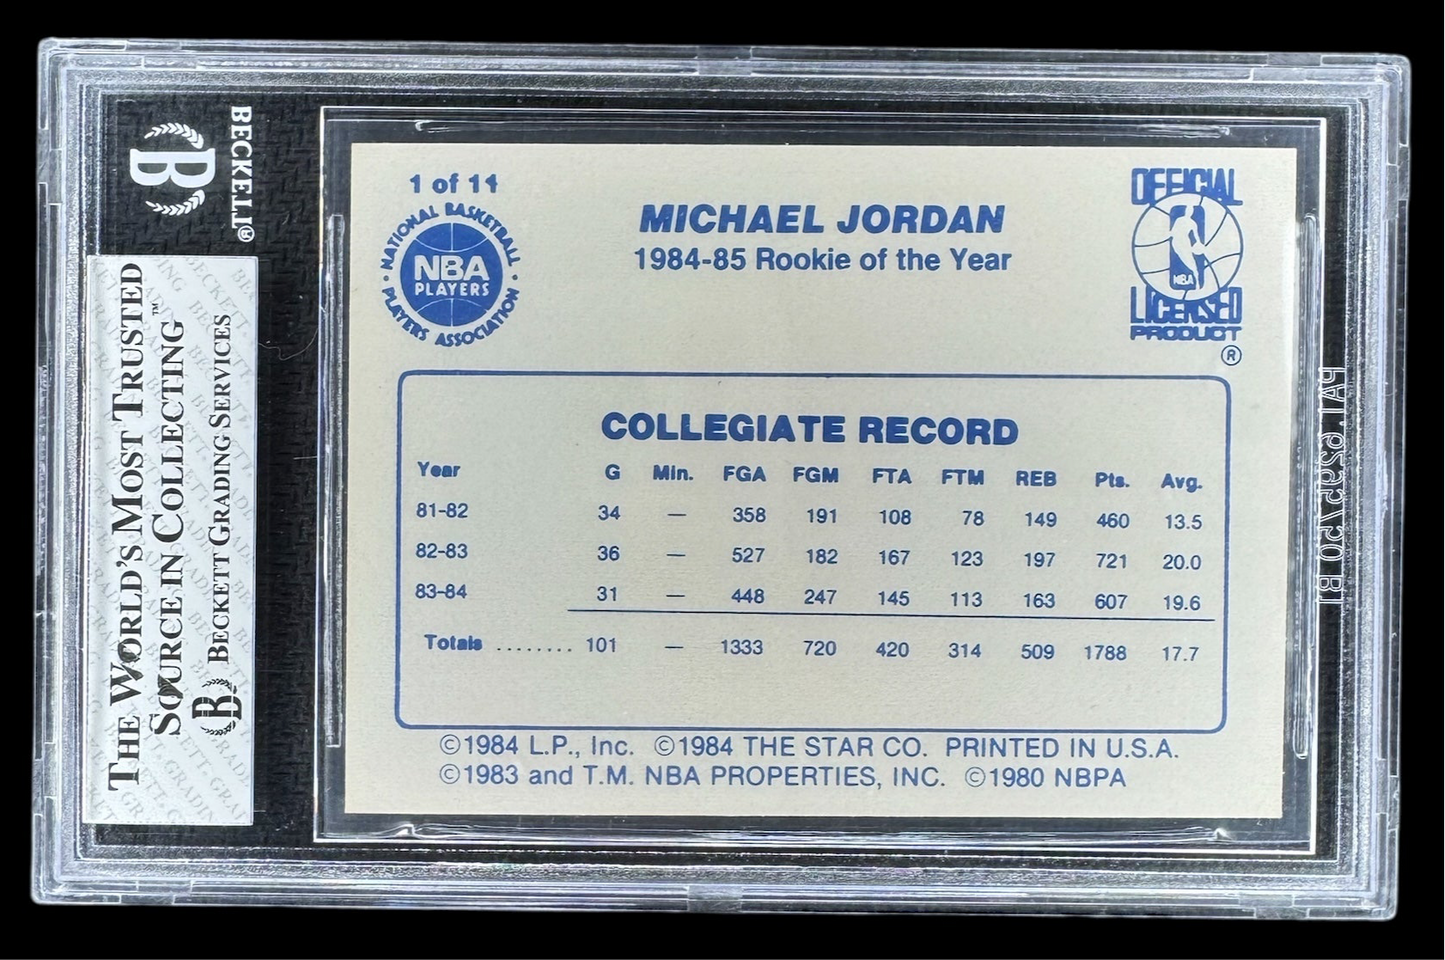 BECKETT®
B
THE WORLD'S MOST TRUSTED
SOURCE IN COLLECTING™
B BECKETT GRADING SERVICES
1 of 11
NATIONAL BASKETBALL
NBA
PLAYERS
PLAYERS ASSOCIATION
MICHAEL JORDAN
1984-85 Rookie of the Year
OFFICIAL
NBA
LICENSED
PRODUCT
®
COLLEGIATE RECORD
Year G Min. FGA FGM FTA FTM REB Pts. Avg.
81-82 34 — 358 191 108 78 149 460 13.5
82-83 36 — 527 182 167 123 197 721 20.0
83-84 31 — 448 247 145 113 163 607 19.6
Totals ........ 101 — 1333 720 420 314 509 1788 17.7
©1984 L.P., Inc. ©1984 THE STAR CO. PRINTED IN U.S.A.
©1983 and T.M. NBA PROPERTIES, INC. ©1980 NBPA